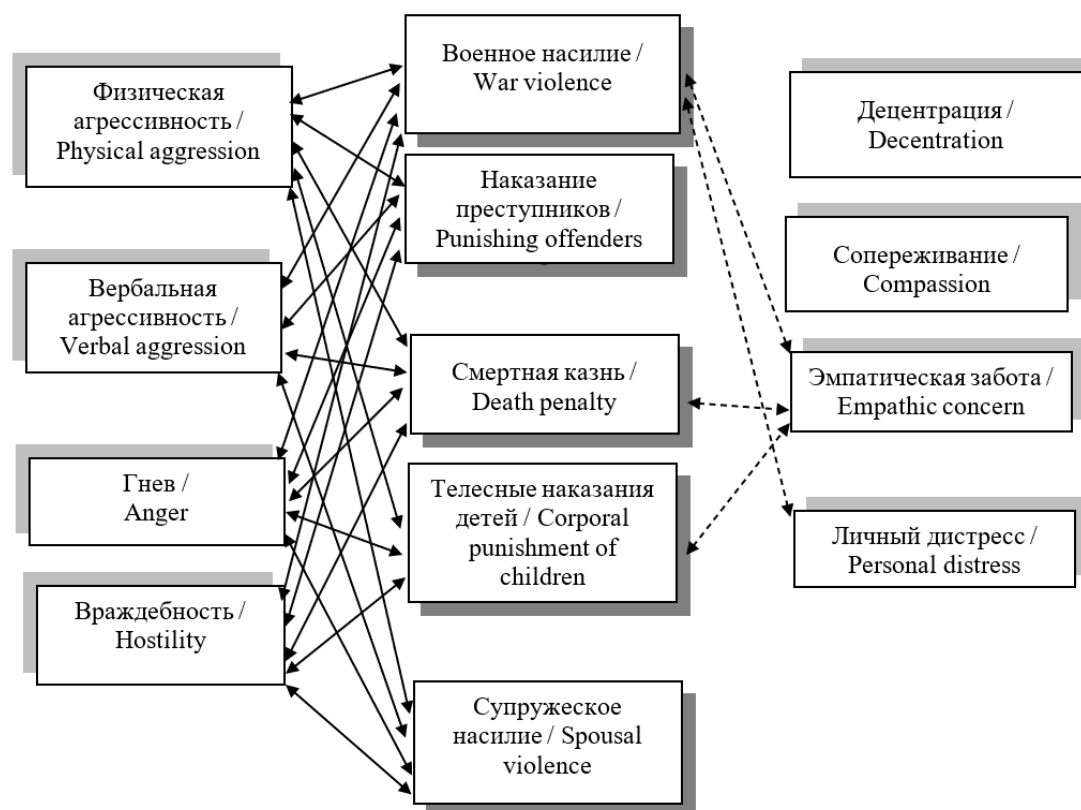 Физическая
агрессивность /
Physical aggression
Вербальная
агрессивность /
Verbal aggression
Гнев /
Anger
Враждебность /
Hostility
Военное насилие /
War violence
Наказание
преступников /
Punishing offenders
Смертная казнь /
Death penalty
Телесные наказания
детей / Corporal
punishment of
children
Супружеское
насилие / Spousal
violence
Децентрация /
Decentration
Сопереживание /
Compassion
Эмпатическая забота /
Empathic concern
Личный дистресс /
Personal distress